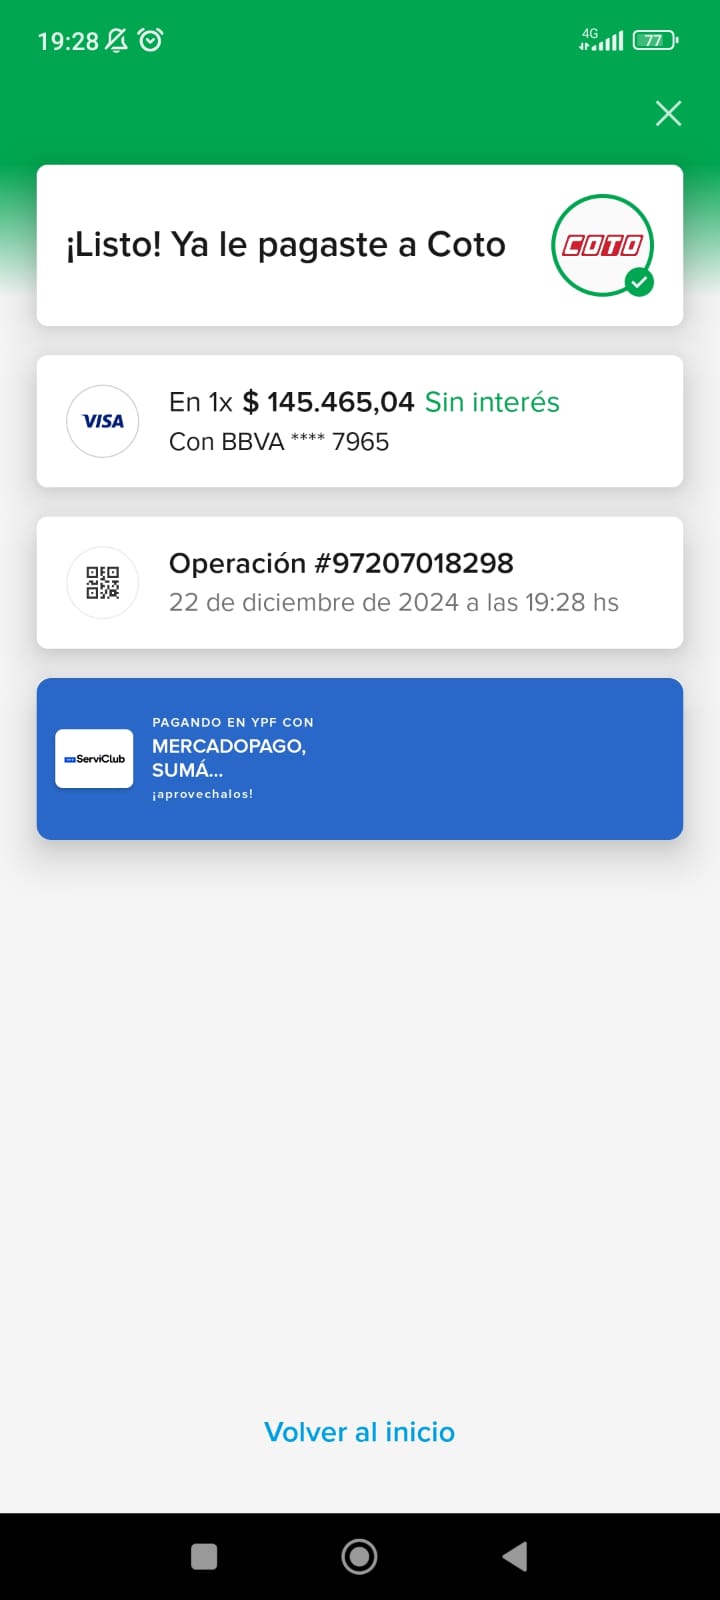 19:28
4G
77
¡Listo! Ya le pagaste a Coto
COTO
VISA
En 1x $ 145.465,04 Sin interés
Con BBVA **** 7965
Operación #97207018298
22 de diciembre de 2024 a las 19:28 hs
PAGANDO EN YPF CON
ServiClub
MERCADOPAGO,
SUMÁ...
¡aprovechalos!
Volver al inicio